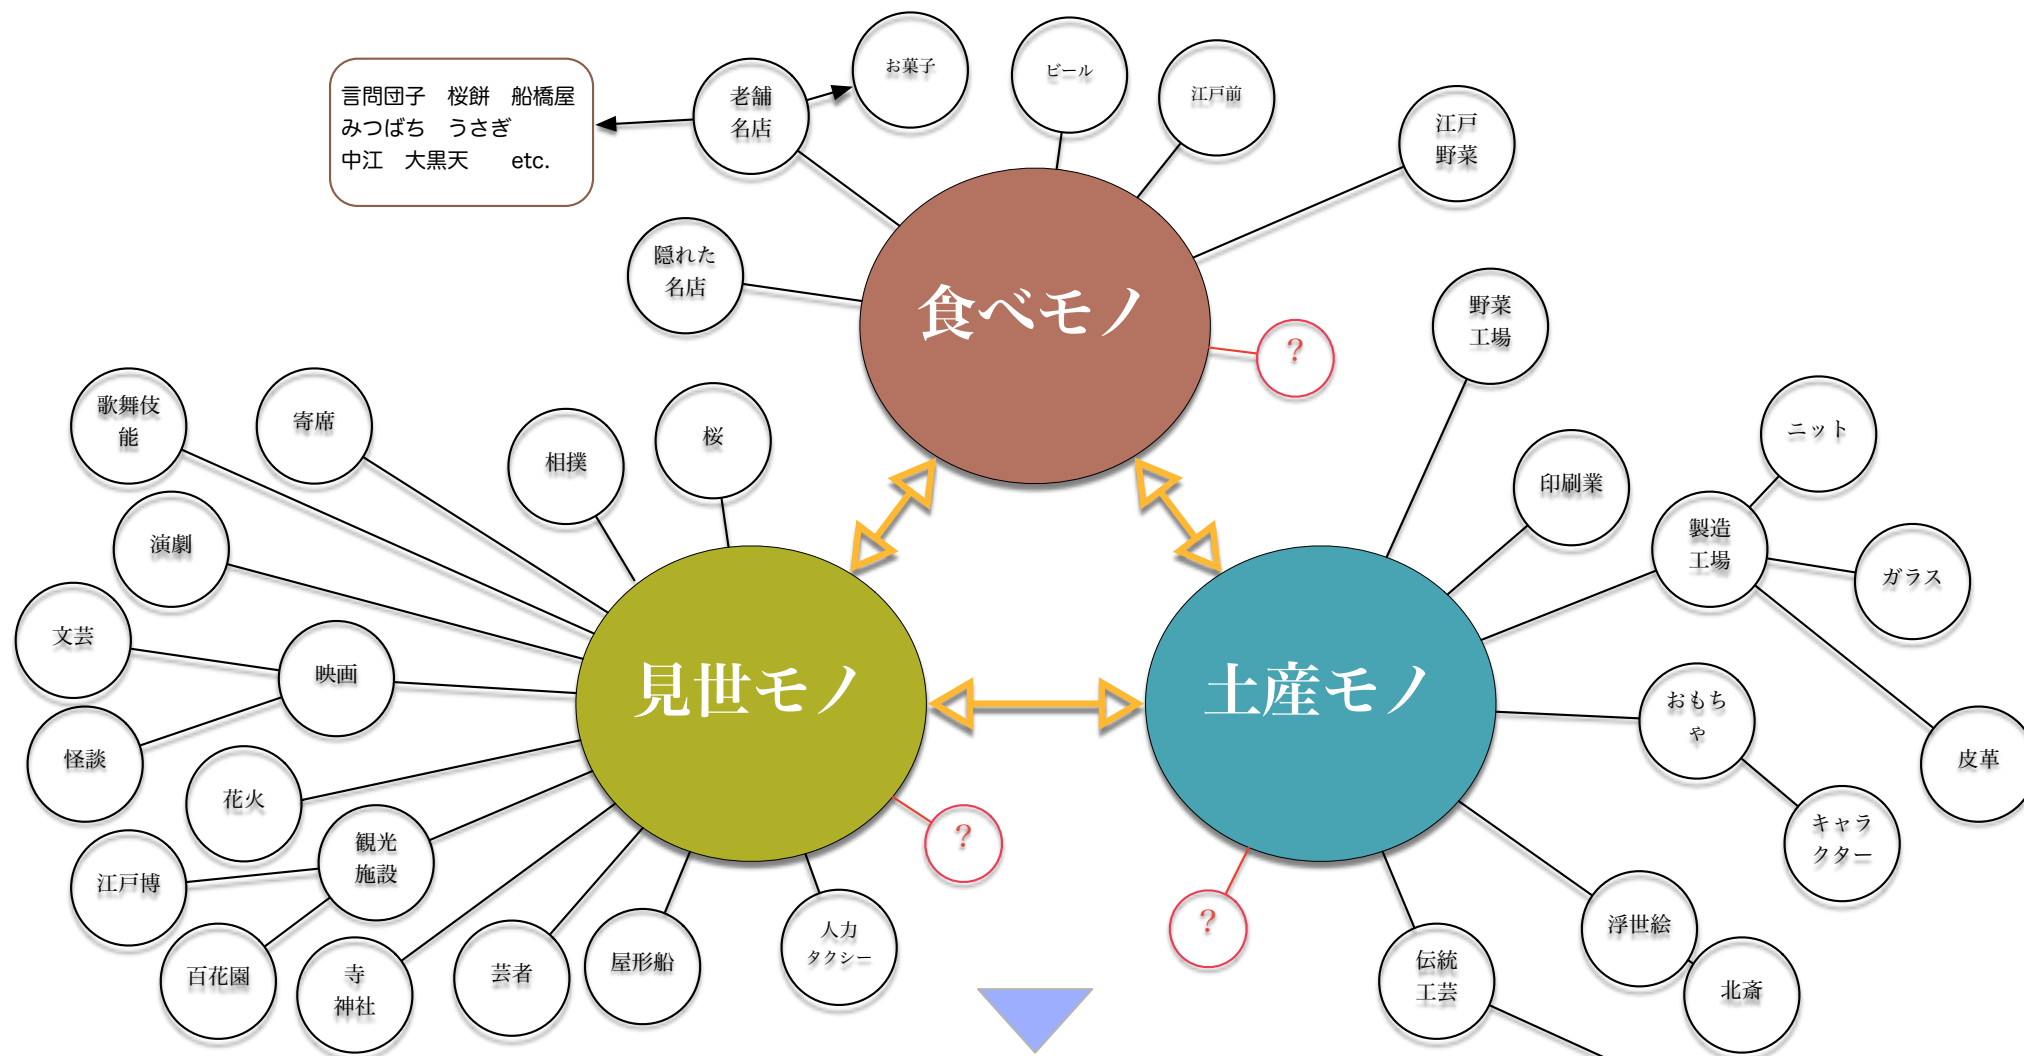 お菓子
ビール
江戸前
言問団子　桜餅　船橋屋
みつばち　うさぎ
中江　大黒天　　etc.
老舗
名店
江戸
野菜
隠れた
名店
食べモノ
?
野菜
工場
歌舞伎
能
寄席
相撲
桜
ニット
印刷業
製造
工場
演劇
ガラス
文芸
映画
見世モノ
土産モノ
おもち
ゃ
怪談
皮革
花火
観光
施設
?
キャラ
クター
江戸博
百花園
寺
神社
芸者
屋形船
人力
タクシー
?
伝統
工芸
浮世絵
北斎